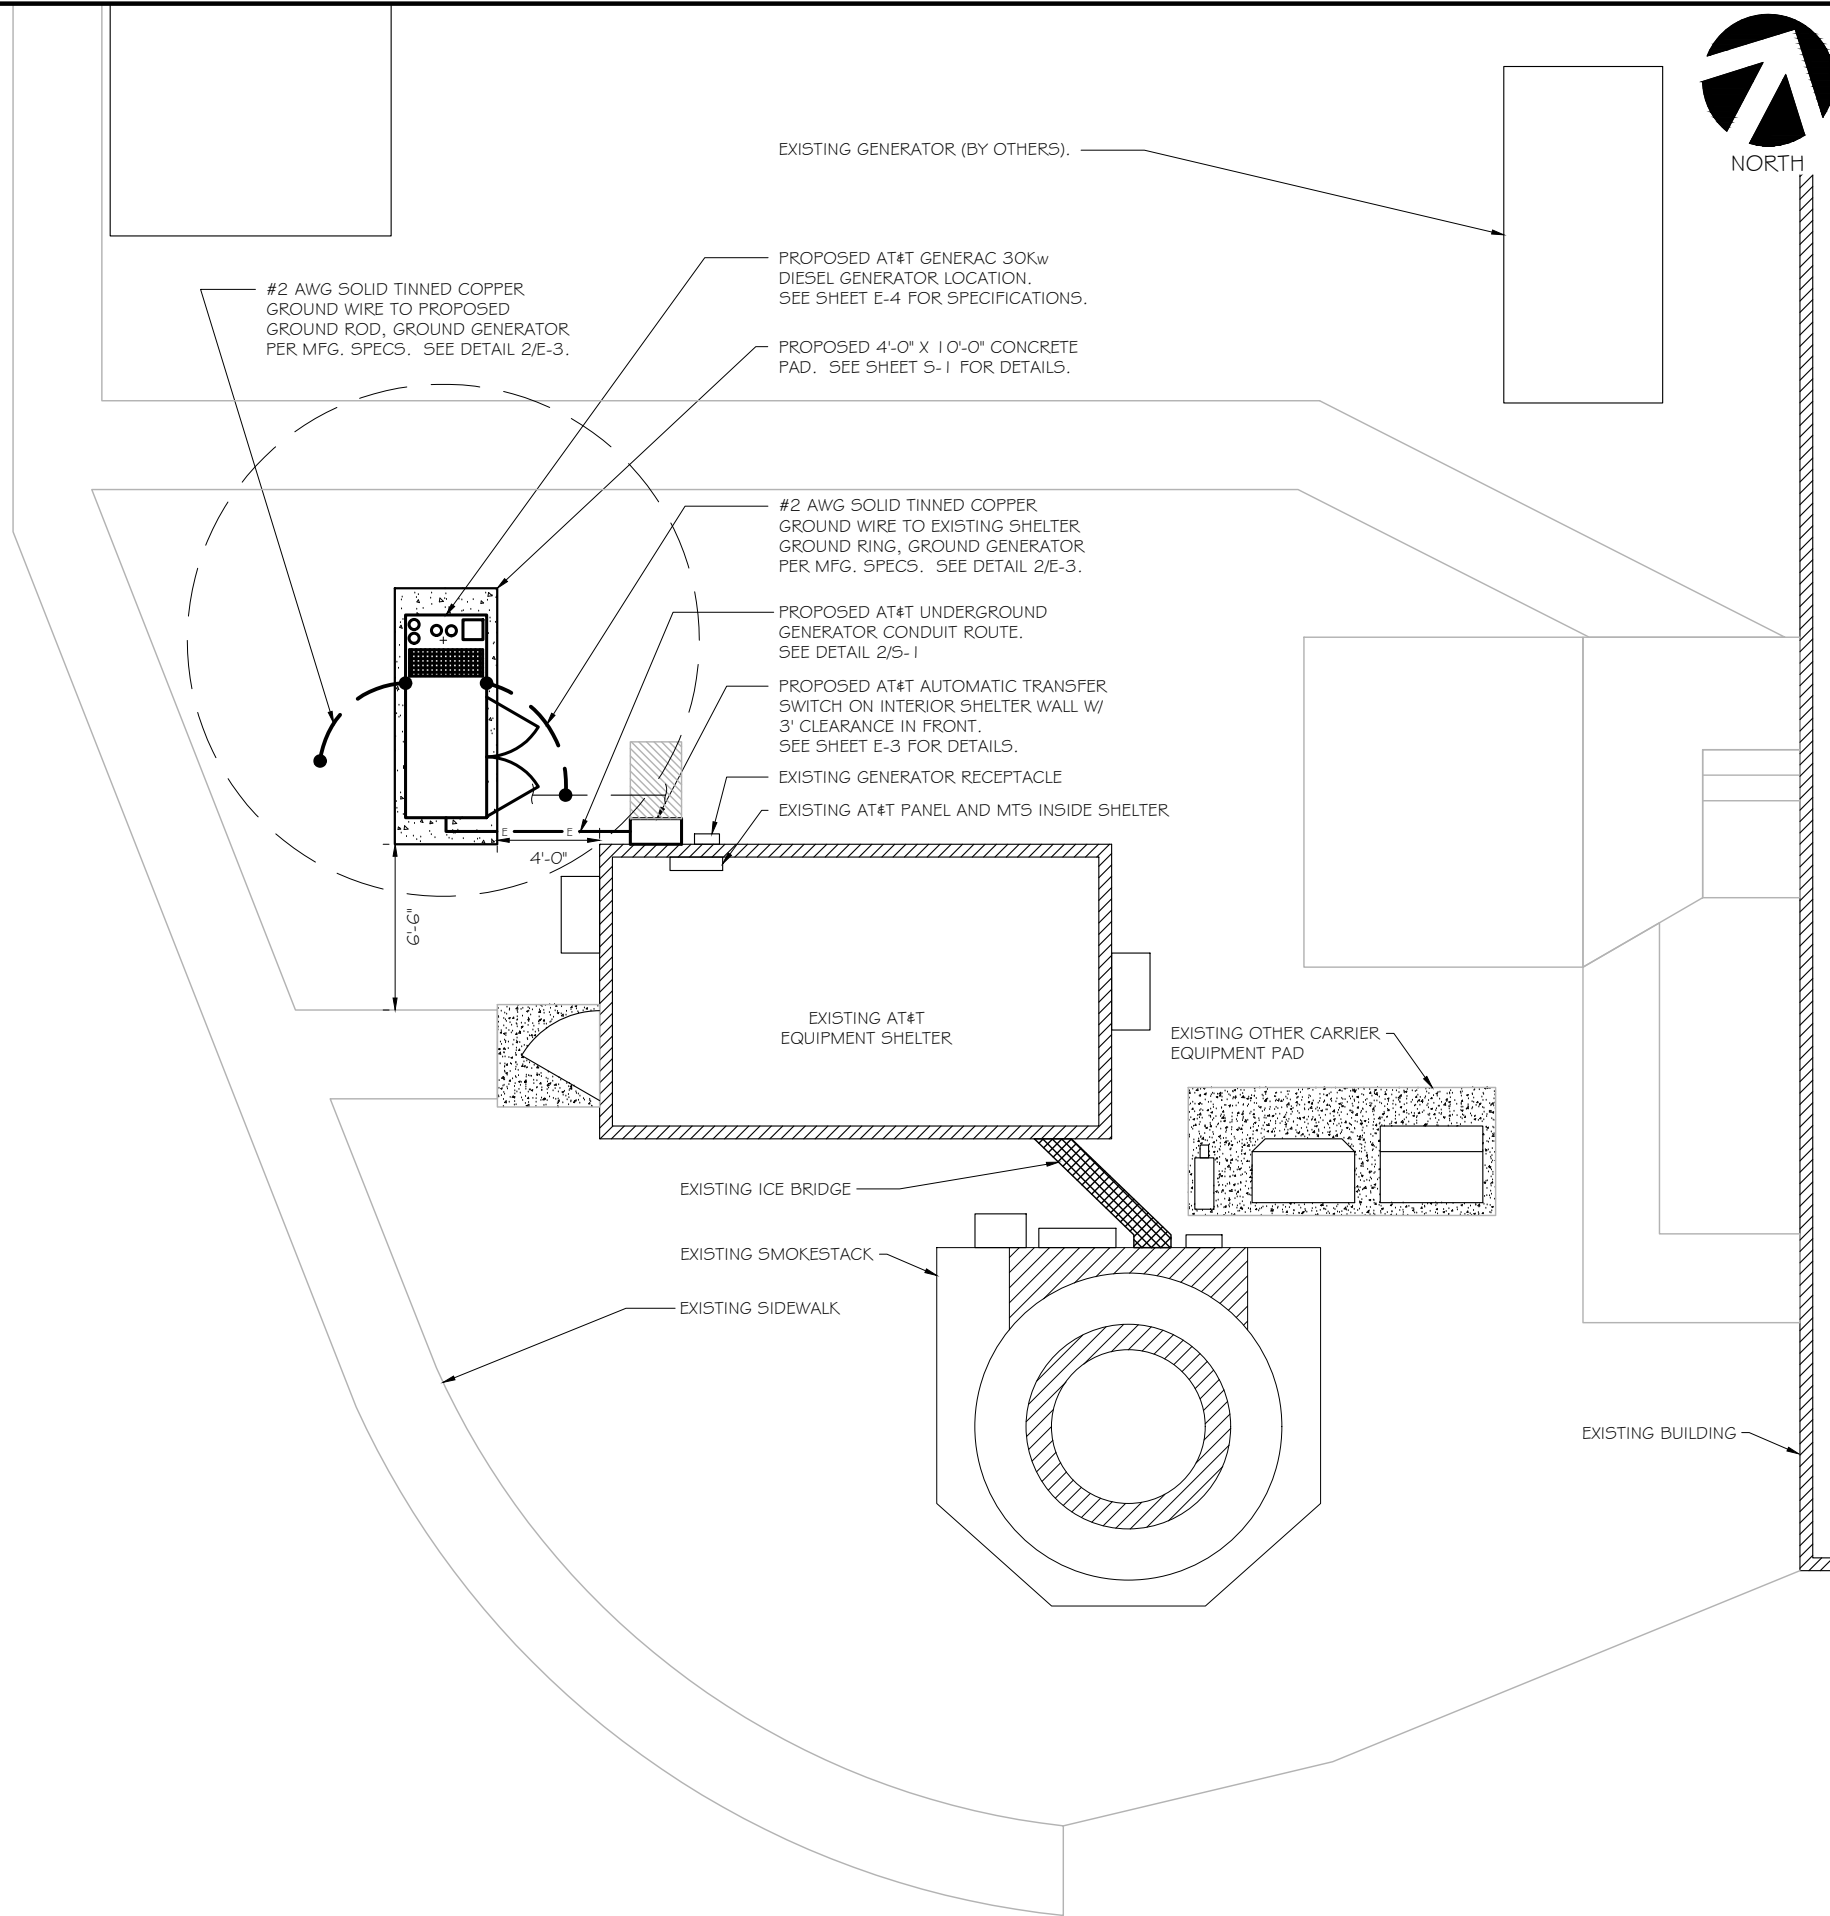 NORTH
EXISTING GENERATOR (BY OTHERS).
PROPOSED AT&T GENERAC 30Kw
DIESEL GENERATOR LOCATION.
SEE SHEET E-4 FOR SPECIFICATIONS.
#2 AWG SOLID TINNED COPPER
GROUND WIRE TO PROPOSED
GROUND ROD, GROUND GENERATOR
PER MFG. SPECS. SEE DETAIL 2/E-3.
PROPOSED 4'-0" X 10'-0" CONCRETE
PAD. SEE SHEET S-1 FOR DETAILS.
#2 AWG SOLID TINNED COPPER
GROUND WIRE TO EXISTING SHELTER
GROUND RING, GROUND GENERATOR
PER MFG. SPECS. SEE DETAIL 2/E-3.
PROPOSED AT&T UNDERGROUND
GENERATOR CONDUIT ROUTE.
SEE DETAIL 2/S-1
PROPOSED AT&T AUTOMATIC TRANSFER
SWITCH ON INTERIOR SHELTER WALL W/
3' CLEARANCE IN FRONT.
SEE SHEET E-3 FOR DETAILS.
EXISTING GENERATOR RECEPTACLE
EXISTING AT&T PANEL AND MTS INSIDE SHELTER
E E
4'-0"
6'-6"
EXISTING AT&T
EQUIPMENT SHELTER
EXISTING OTHER CARRIER
EQUIPMENT PAD
EXISTING ICE BRIDGE
EXISTING SMOKESTACK
EXISTING SIDEWALK
EXISTING BUILDING